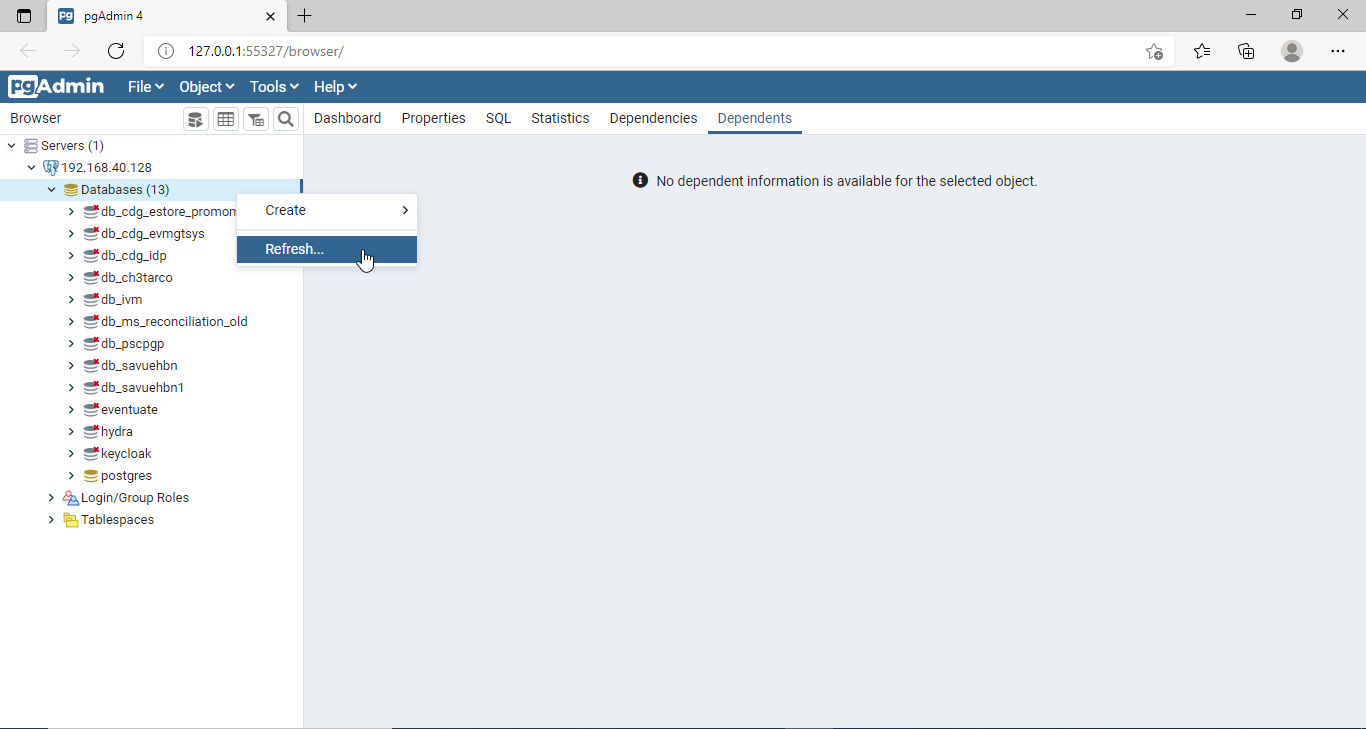 pgAdmin 4
127.0.0.1:55327/browser/
pgAdmin File Object Tools Help
Browser Dashboard Properties SQL Statistics Dependencies Dependents
Servers (1)
192.168.40.128
Databases (13)
No dependent information is available for the selected object.
db_cdg_estore_promom
Create
db_cdg_evmgtsys
Refresh...
db_cdg_idp
db_ch3tarco
db_ivm
db_ms_reconciliation_old
db_pscpgp
db_savuehbn
db_savuehbn1
eventuate
hydra
keycloak
postgres
Login/Group Roles
Tablespaces